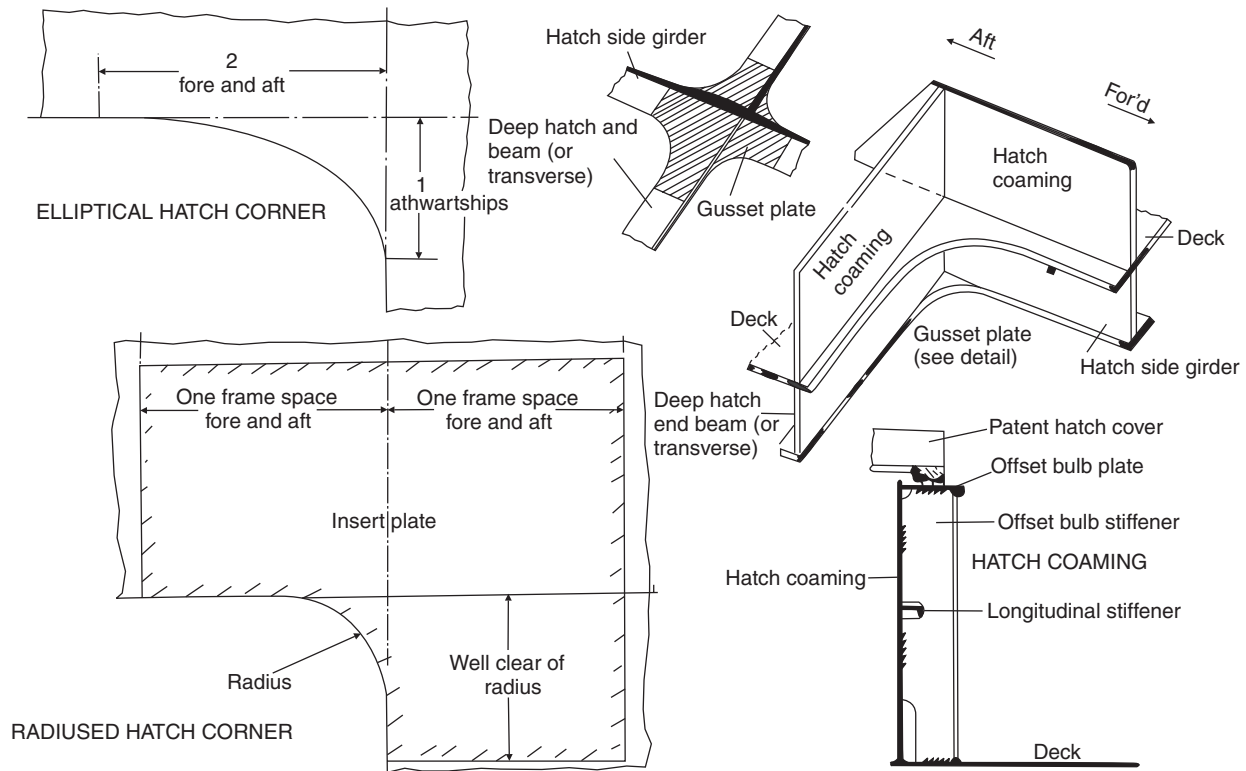 2
fore and aft
1
athwartships
ELLIPTICAL HATCH CORNER
Hatch side girder
Deep hatch and
beam (or
transverse)
Gusset plate
Aft
For'd
Hatch
coaming
Hatch
coaming
Deck
Deck
Gusset plate
(see detail)
Hatch side girder
Deep hatch
end beam (or
transverse)
One frame space
fore and aft
One frame space
fore and aft
Insert plate
Radius
Well clear of
radius
RADIUSED HATCH CORNER
Patent hatch cover
Offset bulb plate
Offset bulb stiffener
HATCH COAMING
Hatch coaming
Longitudinal stiffener
Deck